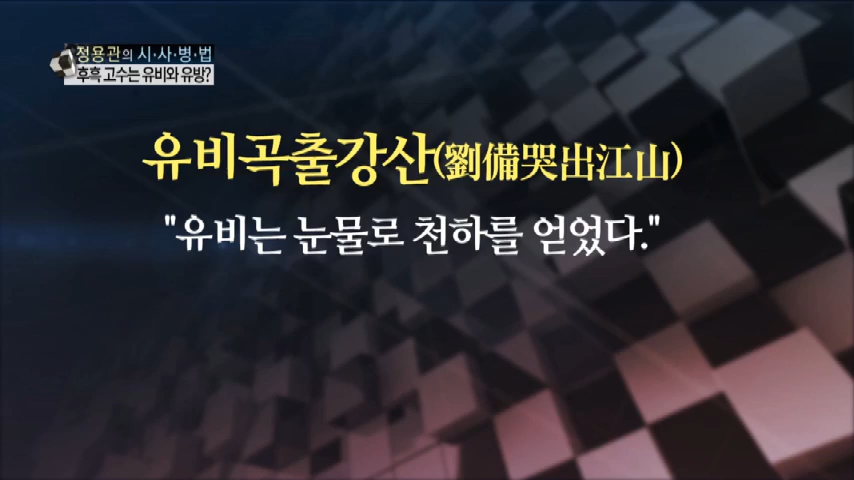 정용관의 시·사·병·법
후흑 고수는 유비와 유방?
유비곡출강산(劉備哭出江山)
"유비는 눈물로 천하를 얻었다."